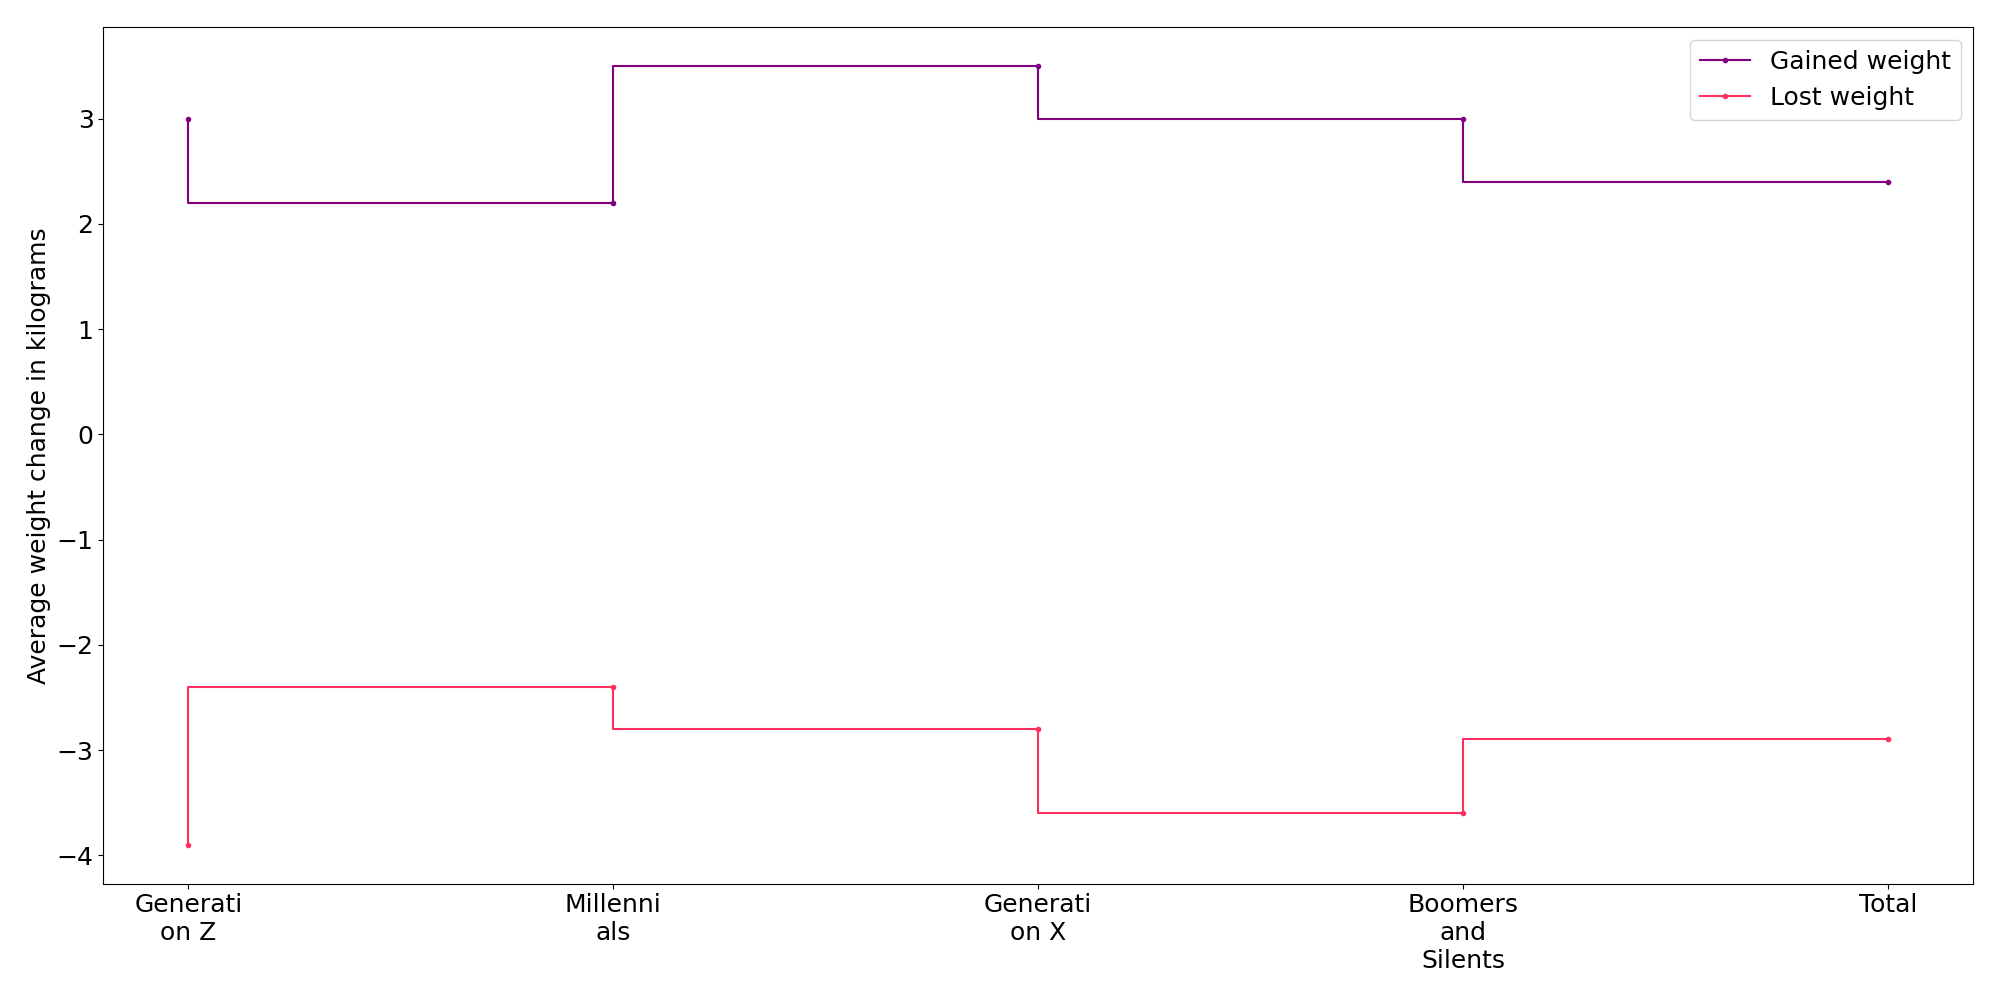 Gained weight
Lost weight
Average weight change in kilograms
3
2
1
0
−1
−2
−3
−4
Generati
on Z
Millenni
als
Generati
on X
Boomers
and
Silents
Total